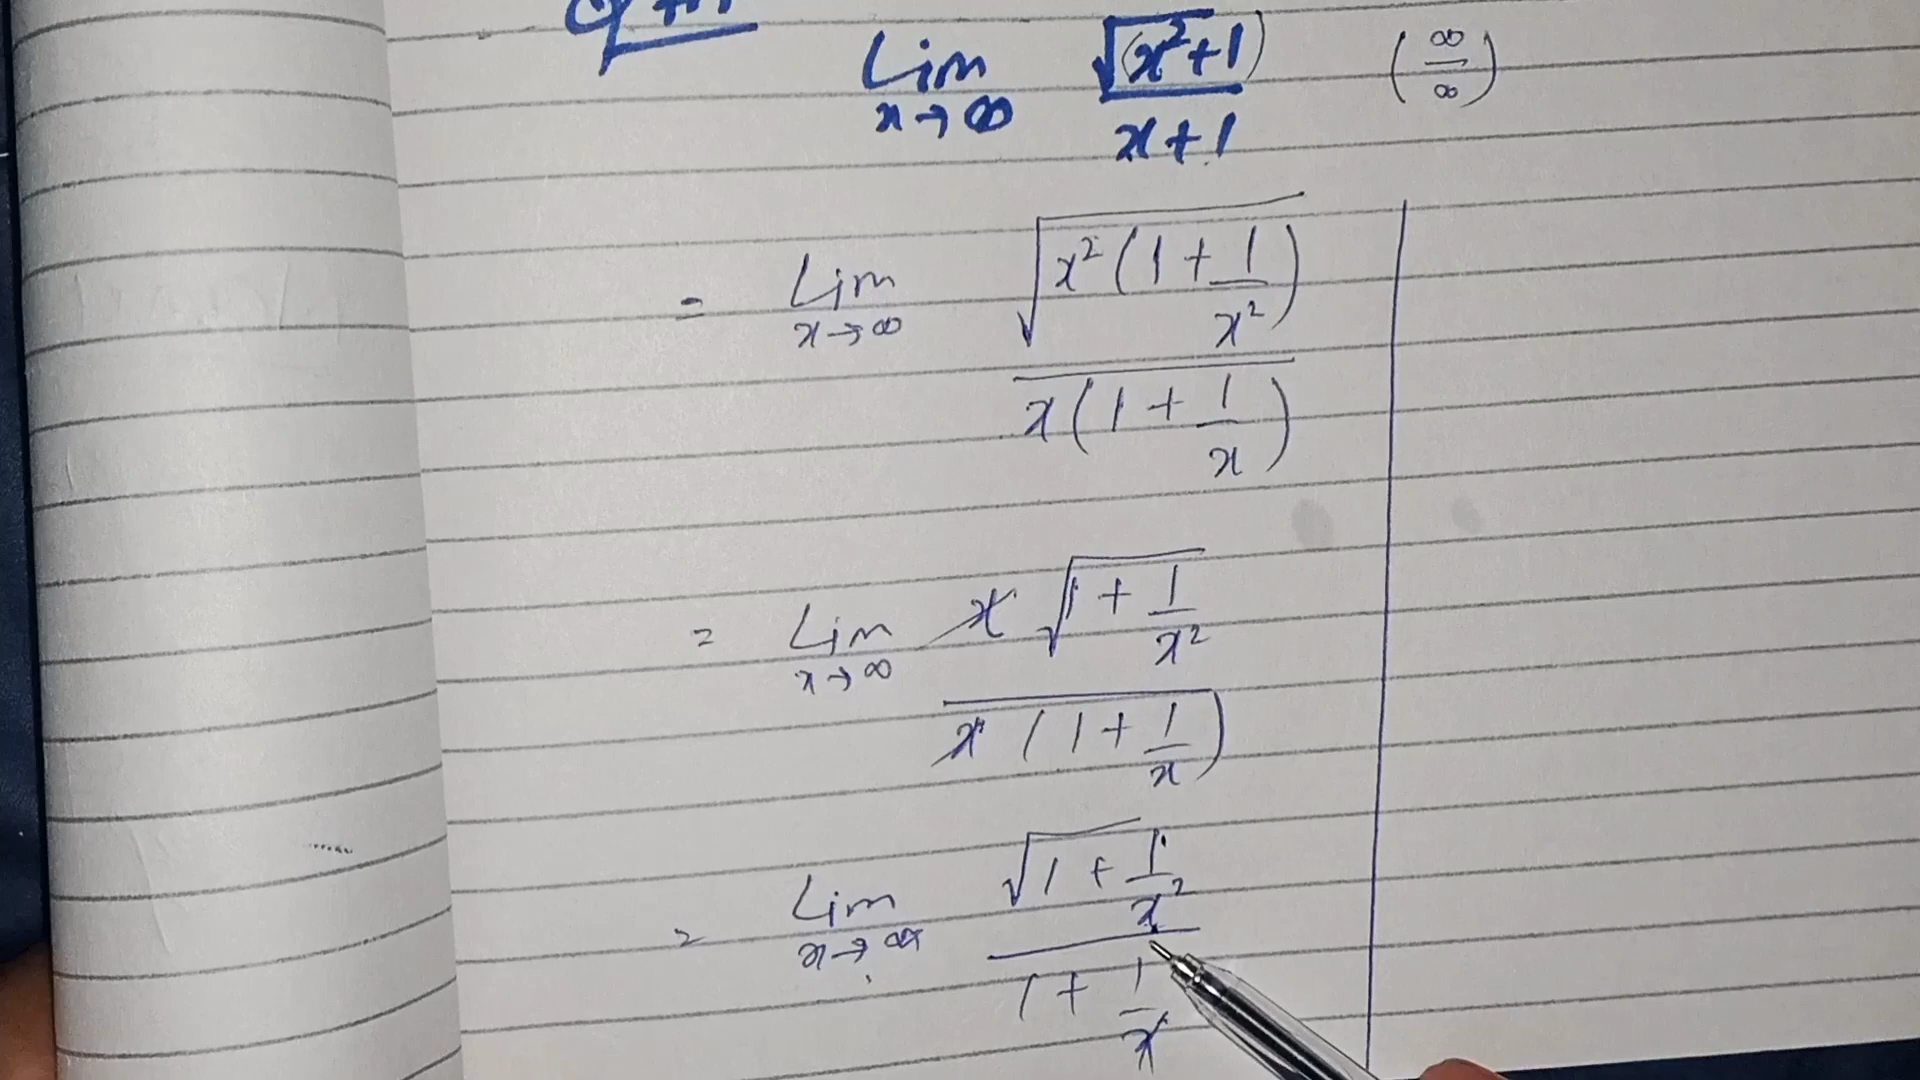 Lim √(x²+1) (∞/∞)
x→∞ x+1
= Lim √x²(1+1/x²)
x→∞ x(1+1/x)
= Lim x√1+1/x²
x→∞ x(1+1/x)
= Lim √1+1/x²
x→∞ 1+1/x